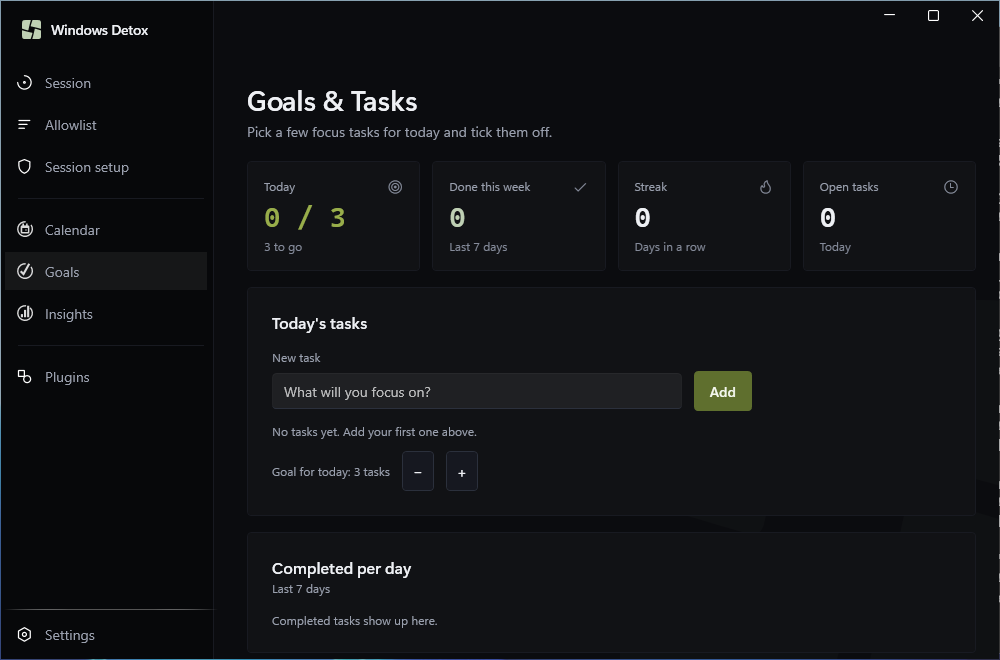 Windows Detox
Session
Allowlist
Session setup
Calendar
Goals
Insights
Plugins
Settings
Goals & Tasks
Pick a few focus tasks for today and tick them off.
Today
0 / 3
3 to go
Done this week
0
Last 7 days
Streak
0
Days in a row
Open tasks
0
Today
Today's tasks
New task
What will you focus on?
Add
No tasks yet. Add your first one above.
Goal for today: 3 tasks
−
+
Completed per day
Last 7 days
Completed tasks show up here.